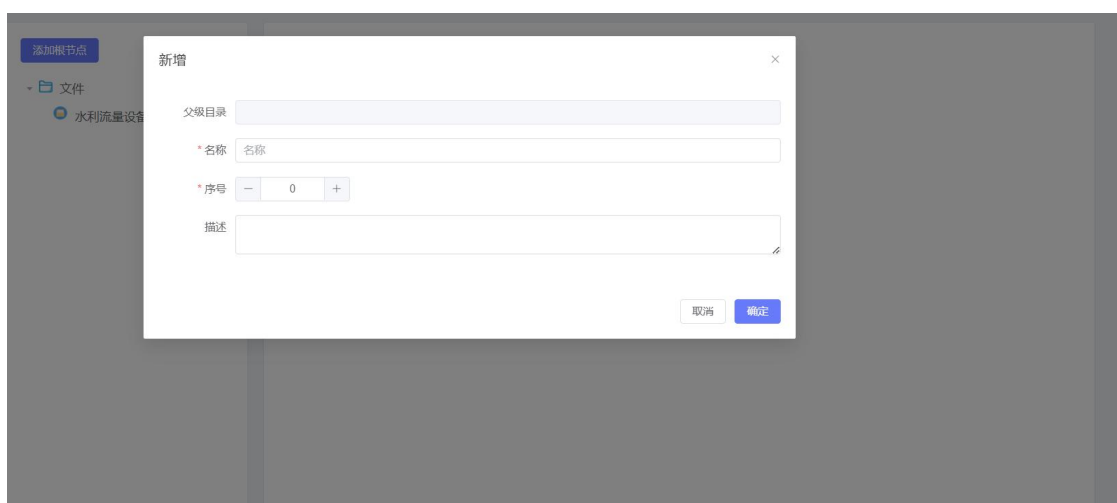 添加根节点
文件
水利流量设备
新增
父级目录
* 名称 名称
* 序号 0
描述
取消 确定